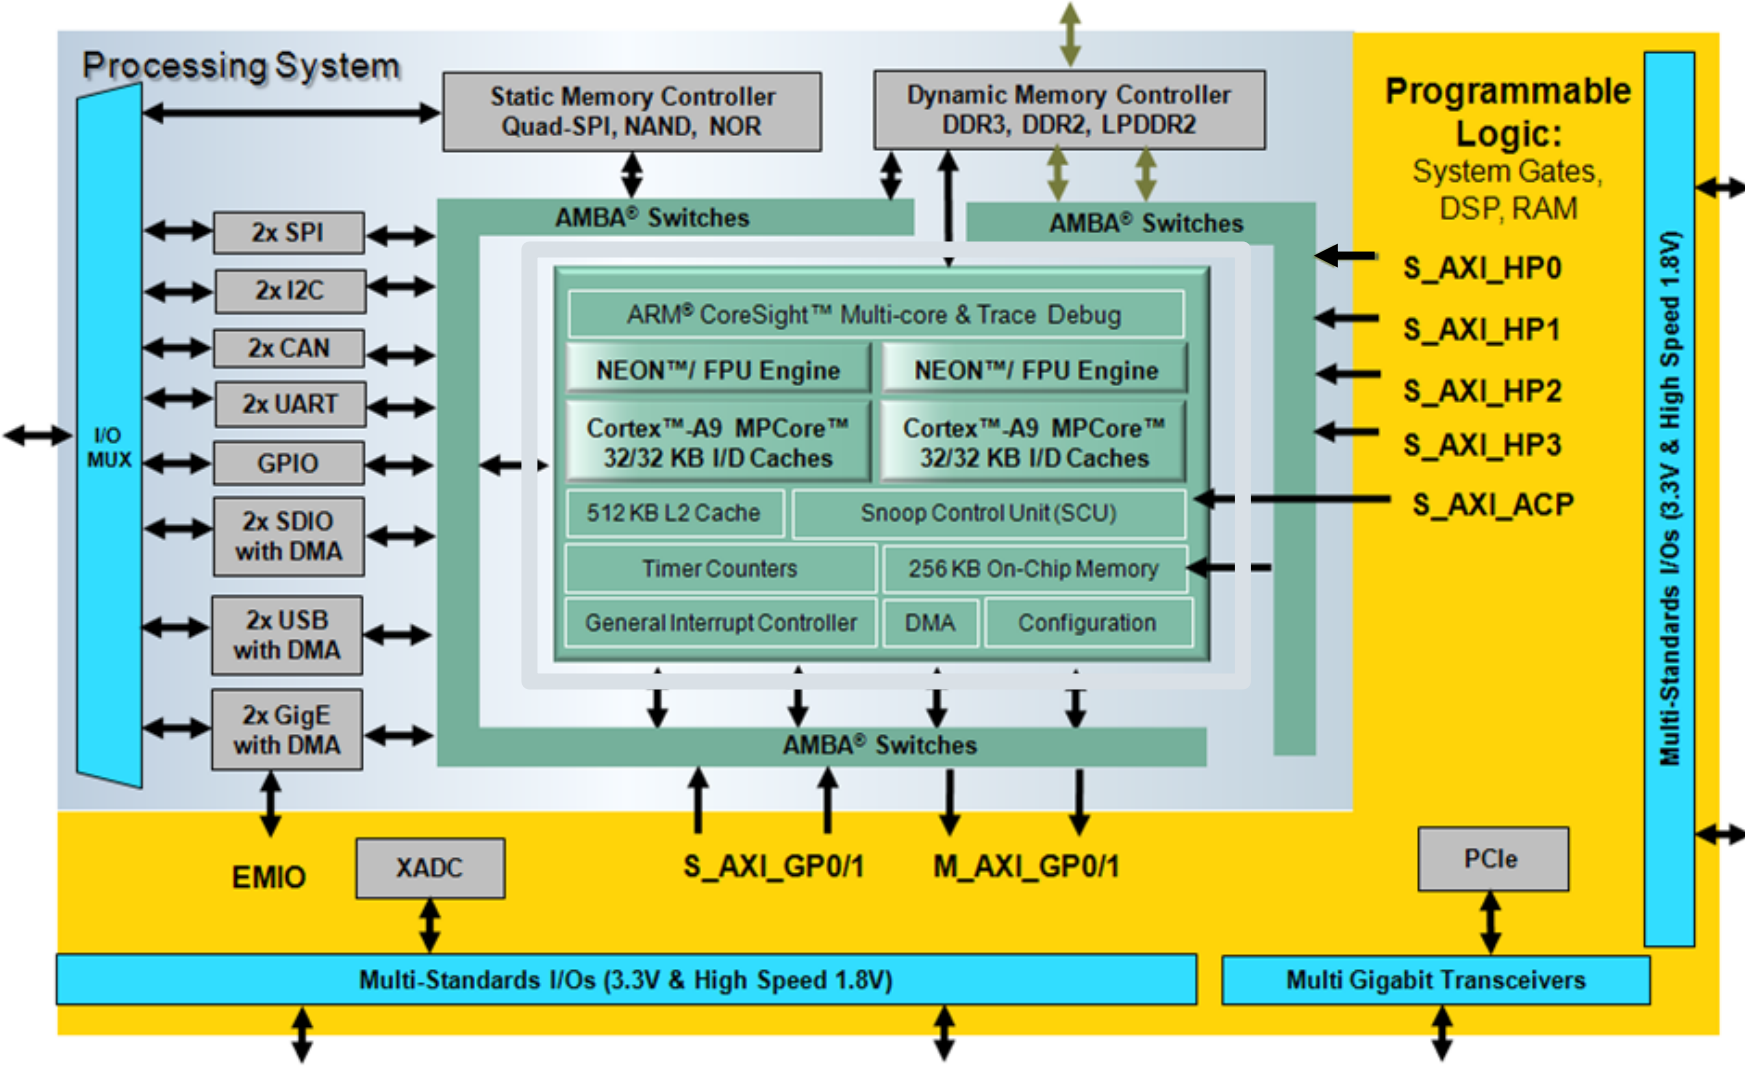 Processing System
Static Memory Controller
Quad-SPI, NAND, NOR
Dynamic Memory Controller
DDR3, DDR2, LPDDR2
Programmable
Logic:
System Gates,
DSP, RAM
I/O
MUX
2x SPI
2x I2C
2x CAN
2x UART
GPIO
2x SDIO
with DMA
2x USB
with DMA
2x GigE
with DMA
AMBA® Switches
AMBA® Switches
ARM® CoreSight™ Multi-core & Trace Debug
NEON™/ FPU Engine
NEON™/ FPU Engine
Cortex™-A9 MPCore™
32/32 KB I/D Caches
Cortex™-A9 MPCore™
32/32 KB I/D Caches
512 KB L2 Cache
Snoop Control Unit (SCU)
Timer Counters
256 KB On-Chip Memory
General Interrupt Controller
DMA
Configuration
AMBA® Switches
S_AXI_HP0
S_AXI_HP1
S_AXI_HP2
S_AXI_HP3
S_AXI_ACP
Multi-Standards I/Os (3.3V & High Speed 1.8V)
EMIO
XADC
S_AXI_GP0/1
M_AXI_GP0/1
PCIe
Multi-Standards I/Os (3.3V & High Speed 1.8V)
Multi Gigabit Transceivers